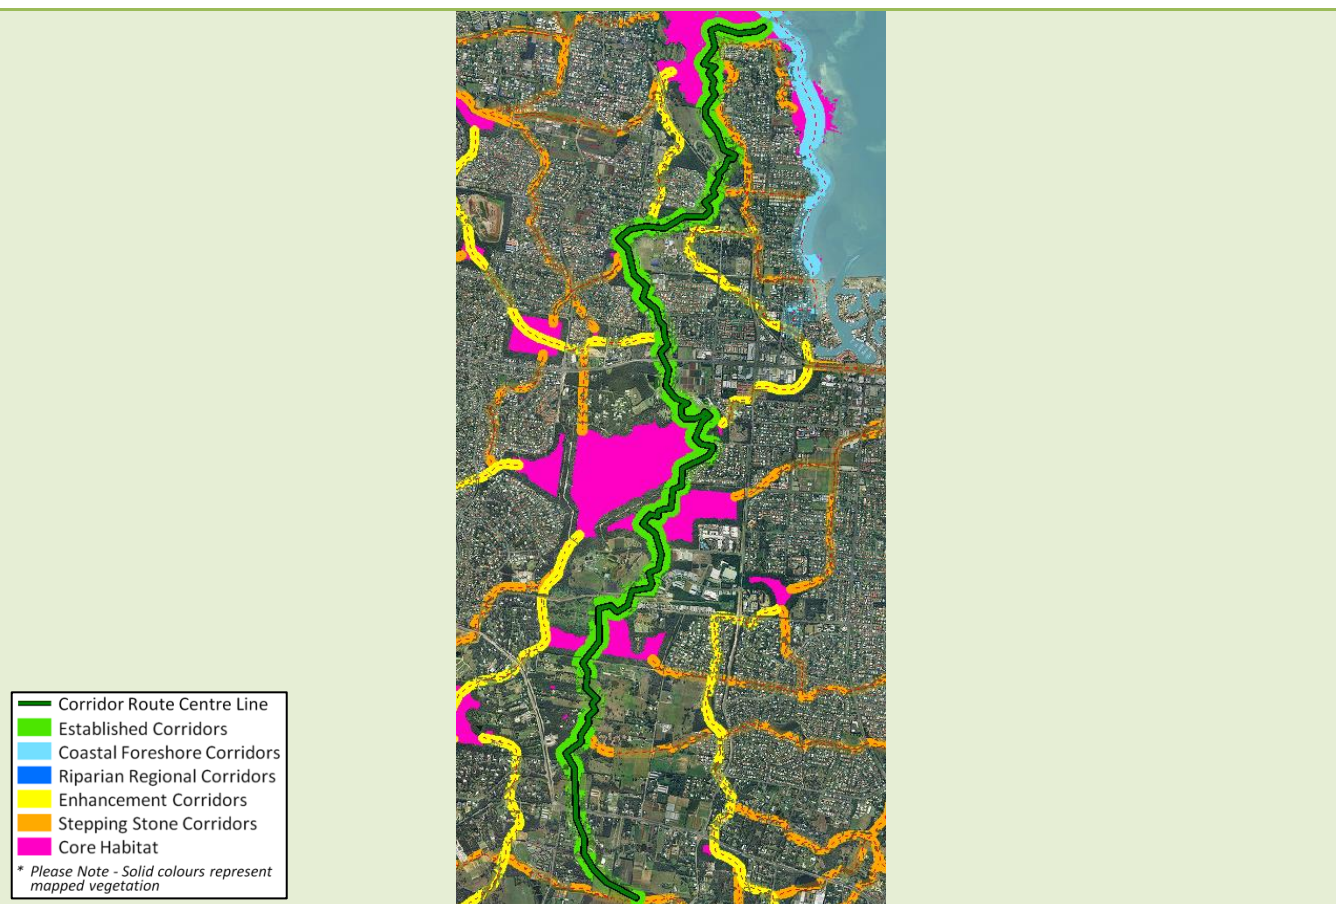 Corridor Route Centre Line
Established Corridors
Coastal Foreshore Corridors
Riparian Regional Corridors
Enhancement Corridors
Stepping Stone Corridors
Core Habitat
* Please Note - Solid colours represent
mapped vegetation